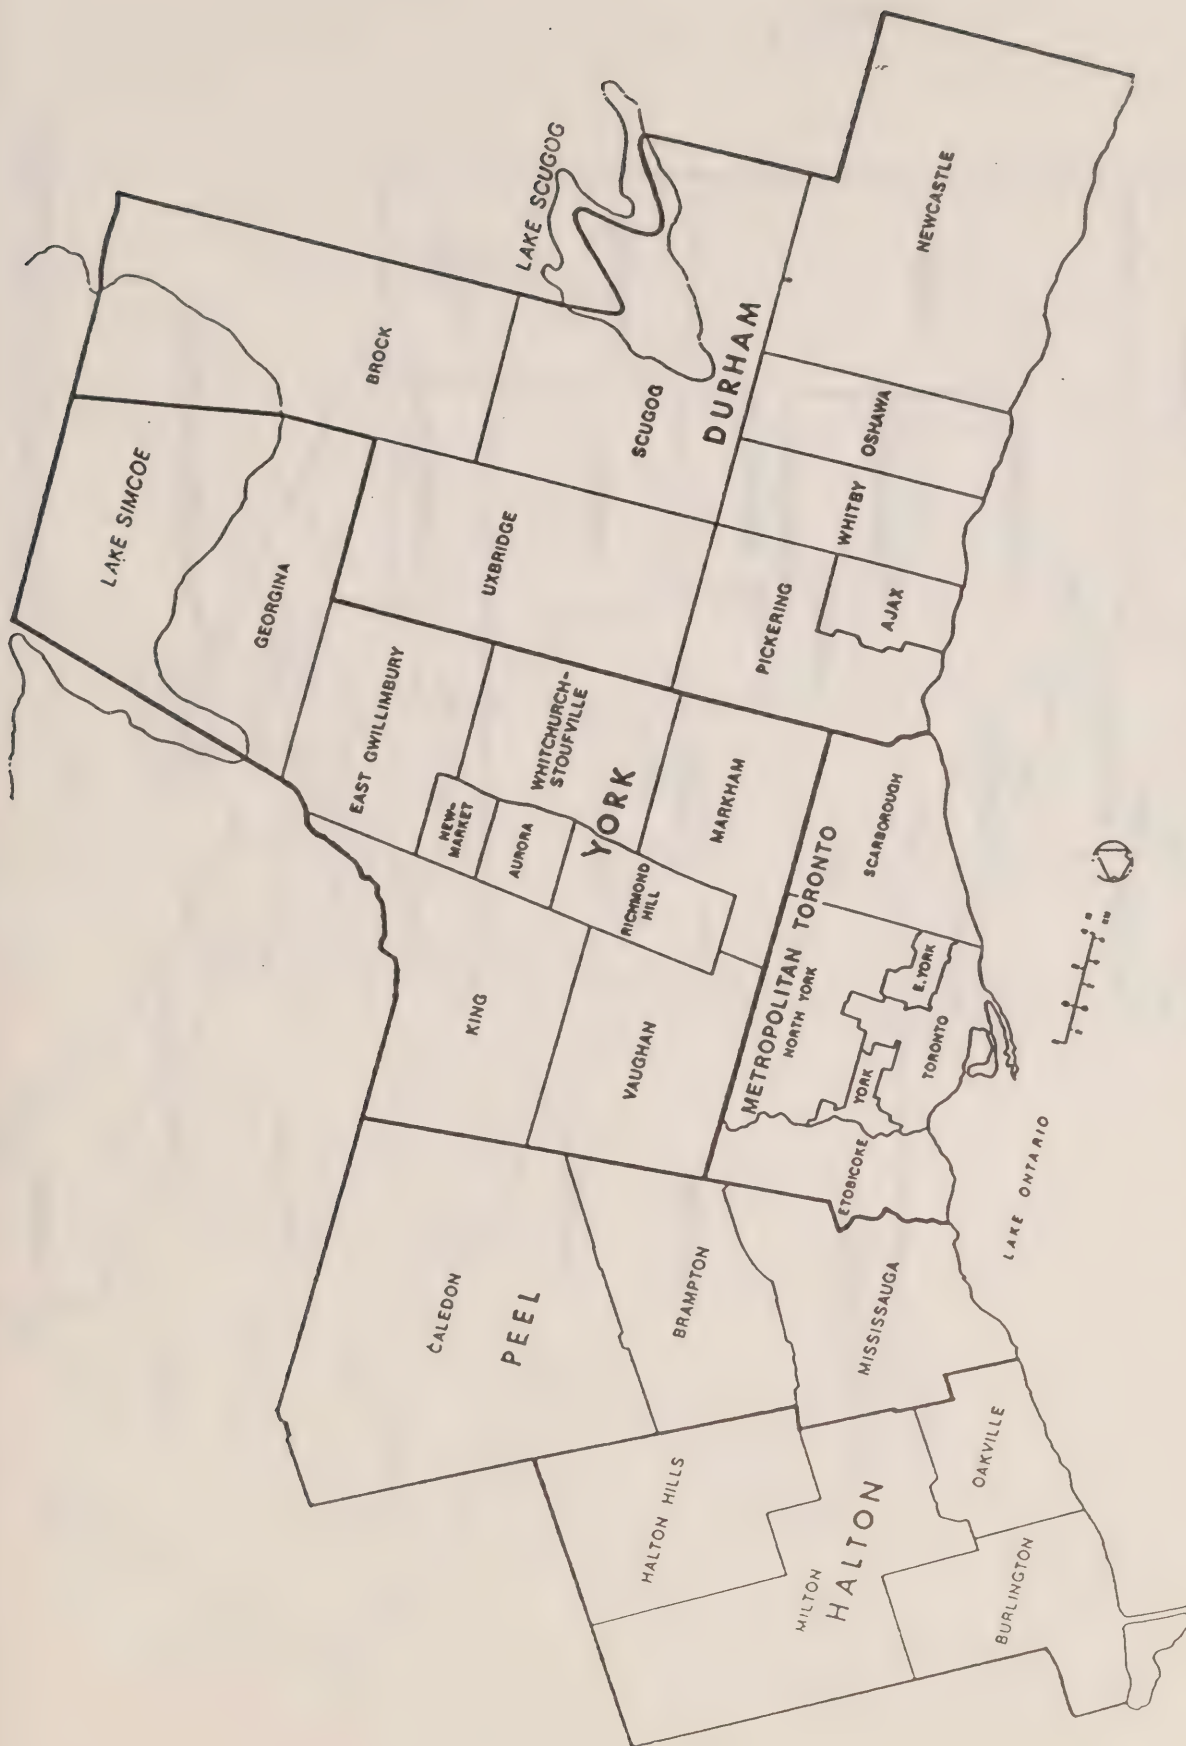 LAKE SIMCOE
GEORGINA
BROCK
LAKE SCUGOG
SCUGOG
UXBRIDGE
DURHAM
NEWCASTLE
OSHAWA
WHITBY
AJAX
PICKERING
EAST GWILLIMBURY
NEW-
MARKET
AURORA
WHITCHURCH-
STOUFVILLE
YORK
RICHMOND
HILL
MARKHAM
KING
VAUGHAN
METROPOLITAN TORONTO
NORTH YORK
SCARBOROUGH
E. YORK
YORK
TORONTO
ETOBICOKE
CALEDON
PEEL
BRAMPTON
MISSISSAUGA
HALTON HILLS
MILTON
HALTON
OAKVILLE
BURLINGTON
LAKE ONTARIO